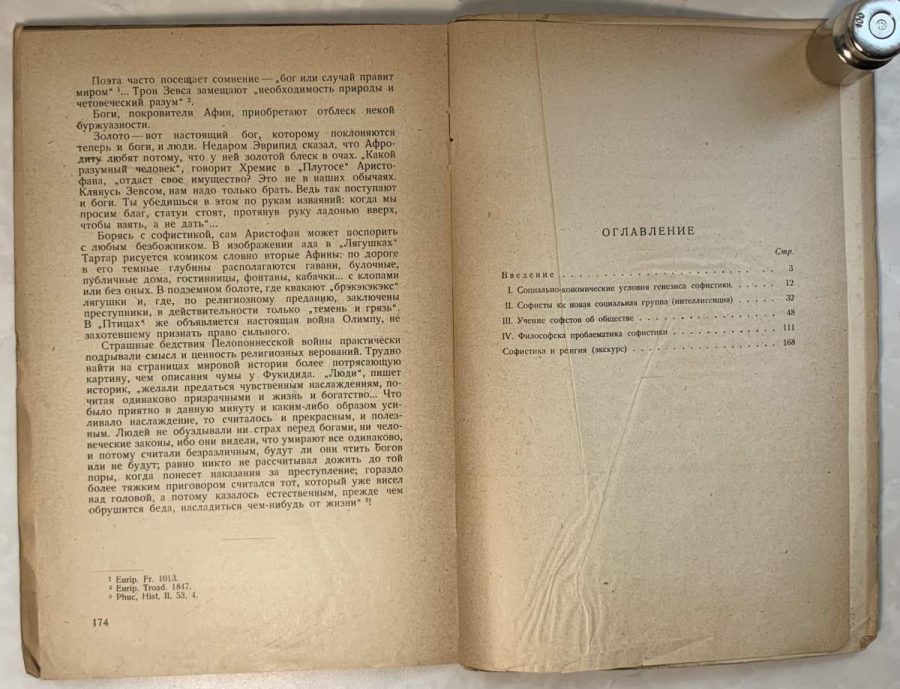 Поэта часто посещает сомнение — „бог или случай правит
миром“ ¹... Трон Зевса замещают „необходимость природы и
четовеческий разум“ ².
Боги, покровители Афин, приобретают отблеск некой
буржуазности.
Золото — вот настоящий бог, которому поклоняются
теперь и боги, и люди. Недаром Эврипид сказал, что Афро-
диту любят потому, что у ней золотой блеск в очах. „Какой
разумный человек“, говорит Хремис в „Плутосе“ Аристо-
фана, „отдаст свое имущество? Это не в наших обычаях.
Клянусь Зевсом, нам надо только брать. Ведь так поступают
и боги. Ты убедишься в этом по рукам изваяний: когда мы
просим благ, статуи стоят, протянув руку ладонью вверх,
чтобы взять, а не дать“...
Борясь с софистикой, сам Аристофан может поспорить
с любым безбожником. В изображении ада в „Лягушках“
Тартар рисуется комиком словно вторые Афины: по дороге
в его темные глубины располагаются гавани, булочные,
публичные дома, гостинницы, фонтаны, кабачки... с клопами
или без оных. В подземном болоте, где квакают „брэкэкэкэкс“
лягушки и, где, по религиозному преданию, заключены
преступники, в действительности только „темень и грязь“.
В „Птицах“ же объявляется настоящая война Олимпу, не
захотевшему признать право сильного.
Страшные бедствия Пелопоннесской войны практически
подрывали смысл и ценность религиозных верований. Трудно
найти на страницах мировой истории более потрясающую
картину, чем описания чумы у Фукидида. „Люди“, пишет
историк, „желали предаться чувственным наслаждениям, по-
читая одинаково призрачными и жизнь и богатство... Что
было приятно в данную минуту и каким-либо образом уси-
ливало наслаждение, то считалось и прекрасным, и полез-
ным. Людей не обуздывали ни страх перед богами, ни чело-
веческие законы, ибо они видели, что умирают все одинаково,
и потому считали безразличным, будут ли они чтить богов
или не будут; равно никто не рассчитывал дожить до той
поры, когда понесет наказания за преступление; гораздо
более тяжким приговором считался тот, который уже висел
над головой, а потому казалось естественным, прежде чем
обрушится беда, насладиться чем-нибудь от жизни“ ³!
¹ Eurip. Fr. 1013.
² Eurip. Troad. 1847.
³ Phuc, Hist, II, 53, 4.
174
100
ОГЛАВЛЕНИЕ
Стр.
Введение . . . . . . . . . . . . . . . . . . . . 3
I. Социально-кономические условия генезиса софистики. . . . . 12
II. Софисты кк новая социальная группа (интеллигенция) . . . . 32
III. Учение софстов об обществе . . . . . . . . . . . . 48
IV. Философска проблематика софистики . . . . . . . . . . 111
Софистика и регия (экскурс) . . . . . . . . . . . . . 168